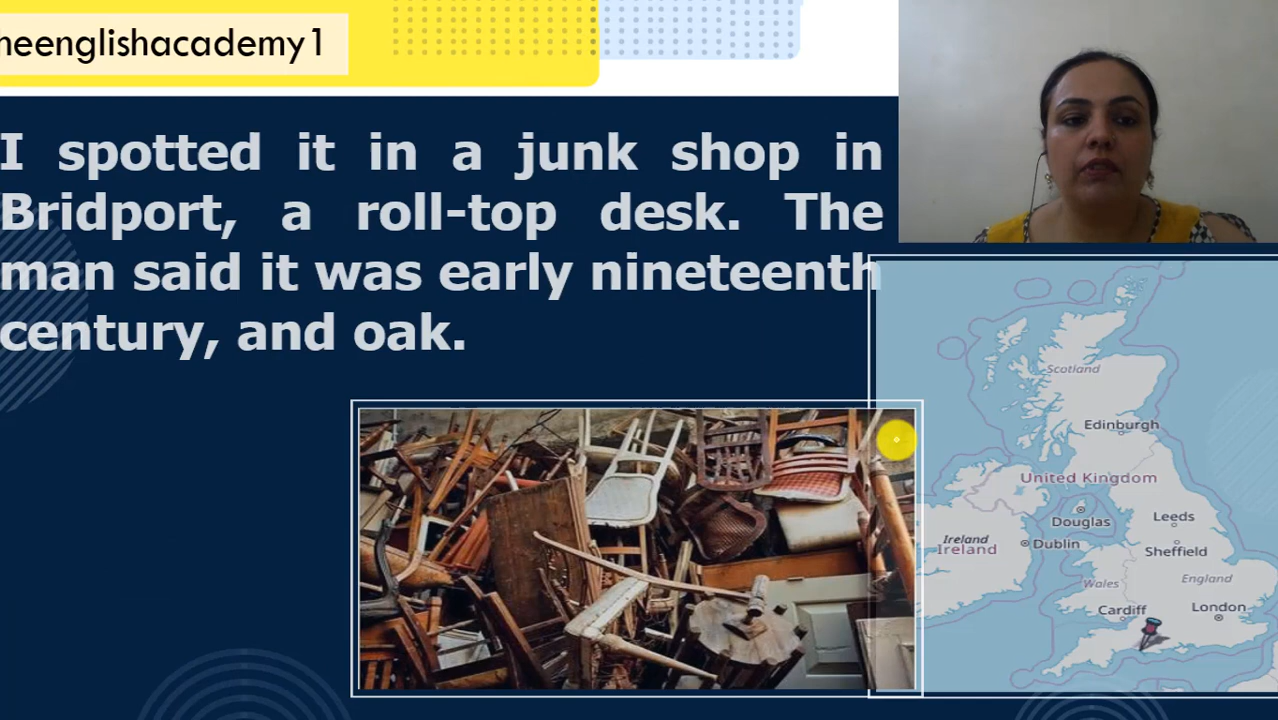 heenglishacademy1
I spotted it in a junk shop in
Bridport, a roll-top desk. The
man said it was early nineteenth
century, and oak.
Scotland
Edinburgh
United Kingdom
Douglas
Leeds
Ireland
Ireland
Dublin
Sheffield
Wales
England
Cardiff
London